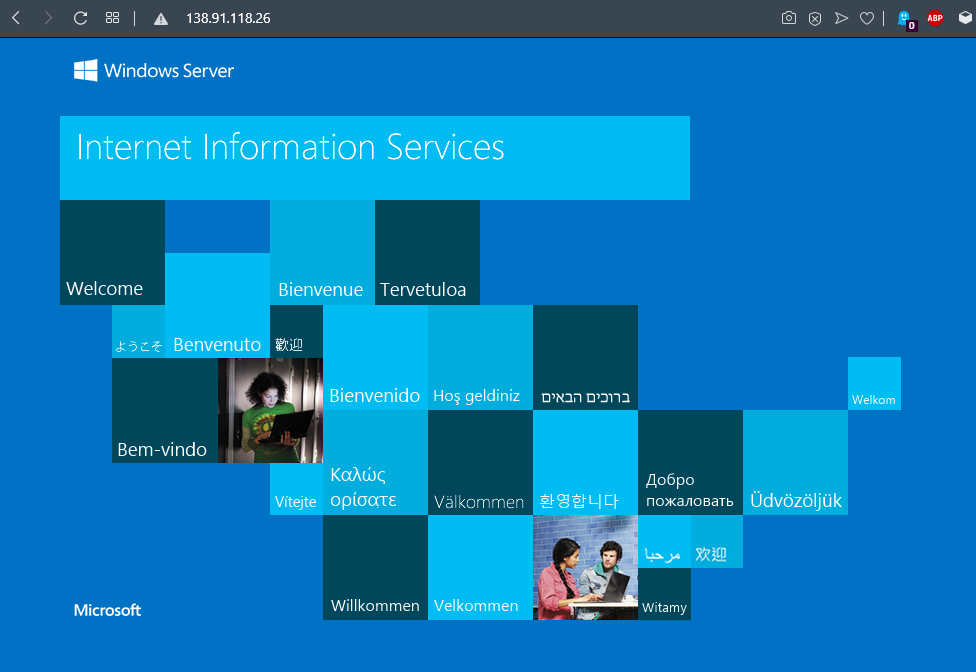 138.91.118.26
0
ABP
Windows Server
Internet Information Services
Welcome
Bienvenue
Tervetuloa
ようこそ
Benvenuto
歡迎
Bienvenido
Hoş geldiniz
ברוכים הבאים
Welkom
Bem-vindo
Vítejte
Καλώς
ορίσατε
Välkommen
환영합니다
Добро
пожаловать
Üdvözöljük
Willkommen
Velkommen
مرحبا
欢迎
Witamy
Microsoft